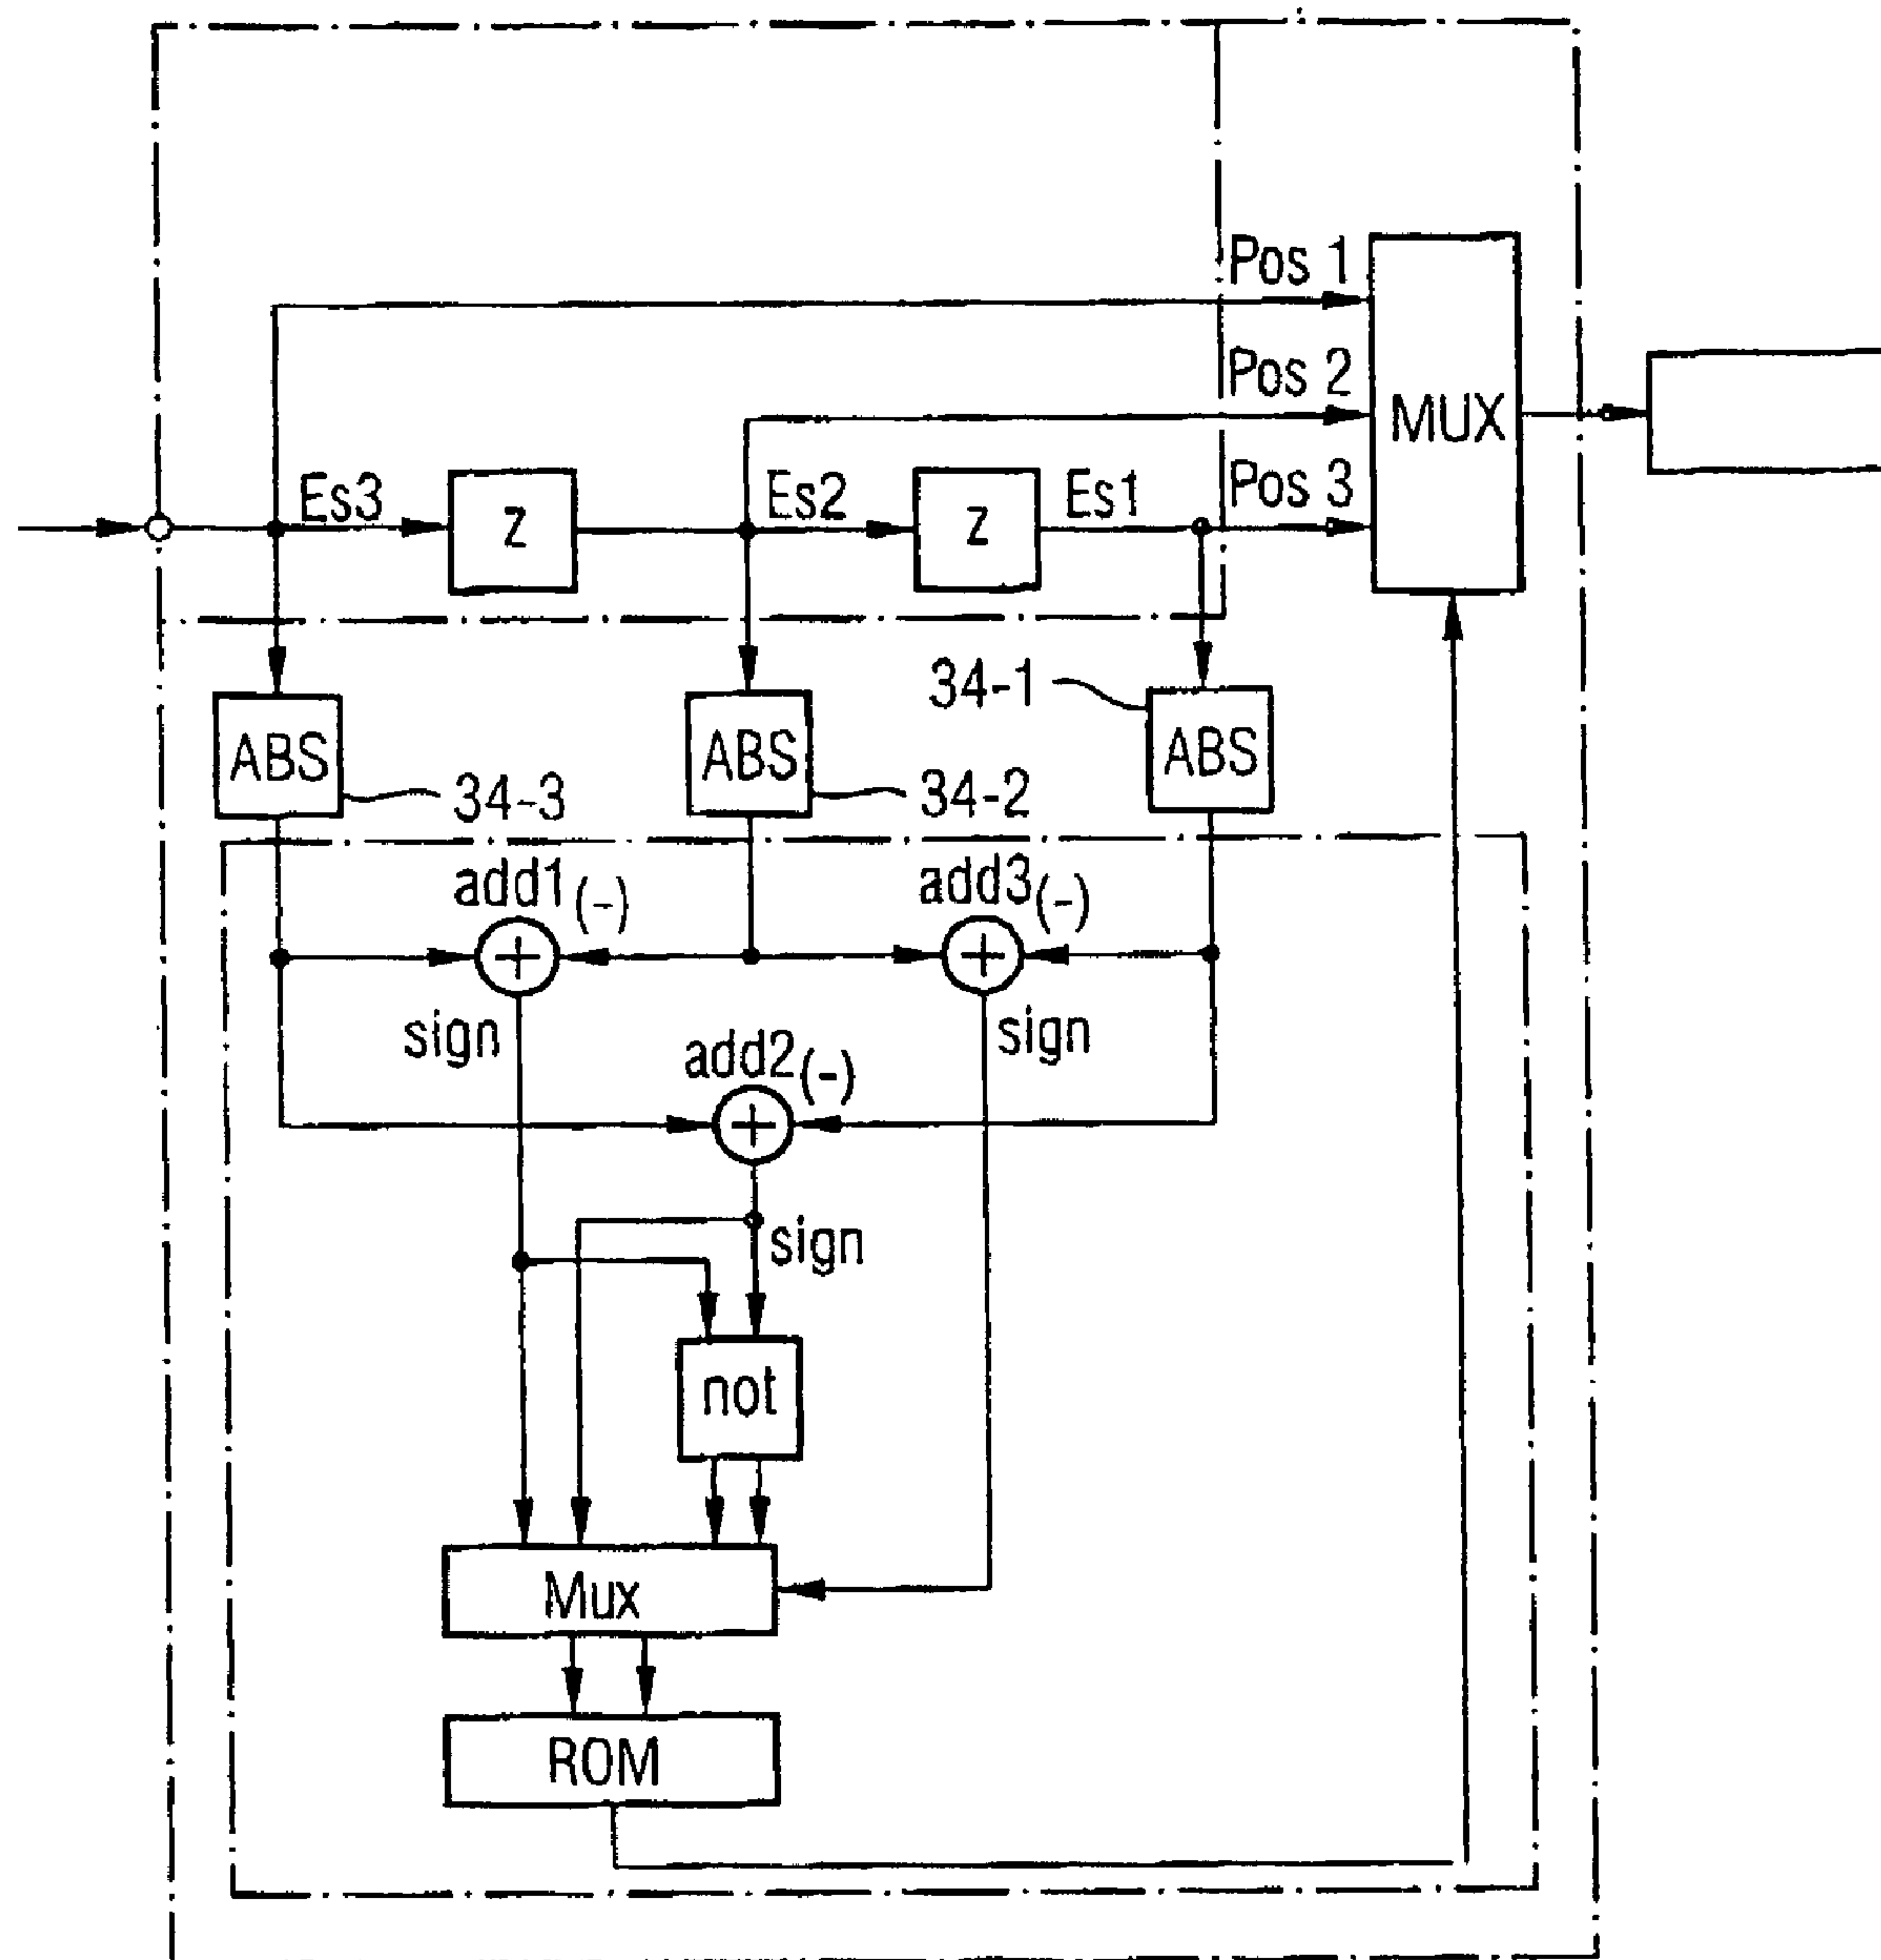 Pos 1
Pos 2
MUX
Es3
z
Es2
z
Es1
Pos 3
34-1
ABS
34-3
ABS
34-2
ABS
add1(-)
add3(-)
sign
add2(-)
sign
sign
not
Mux
ROM